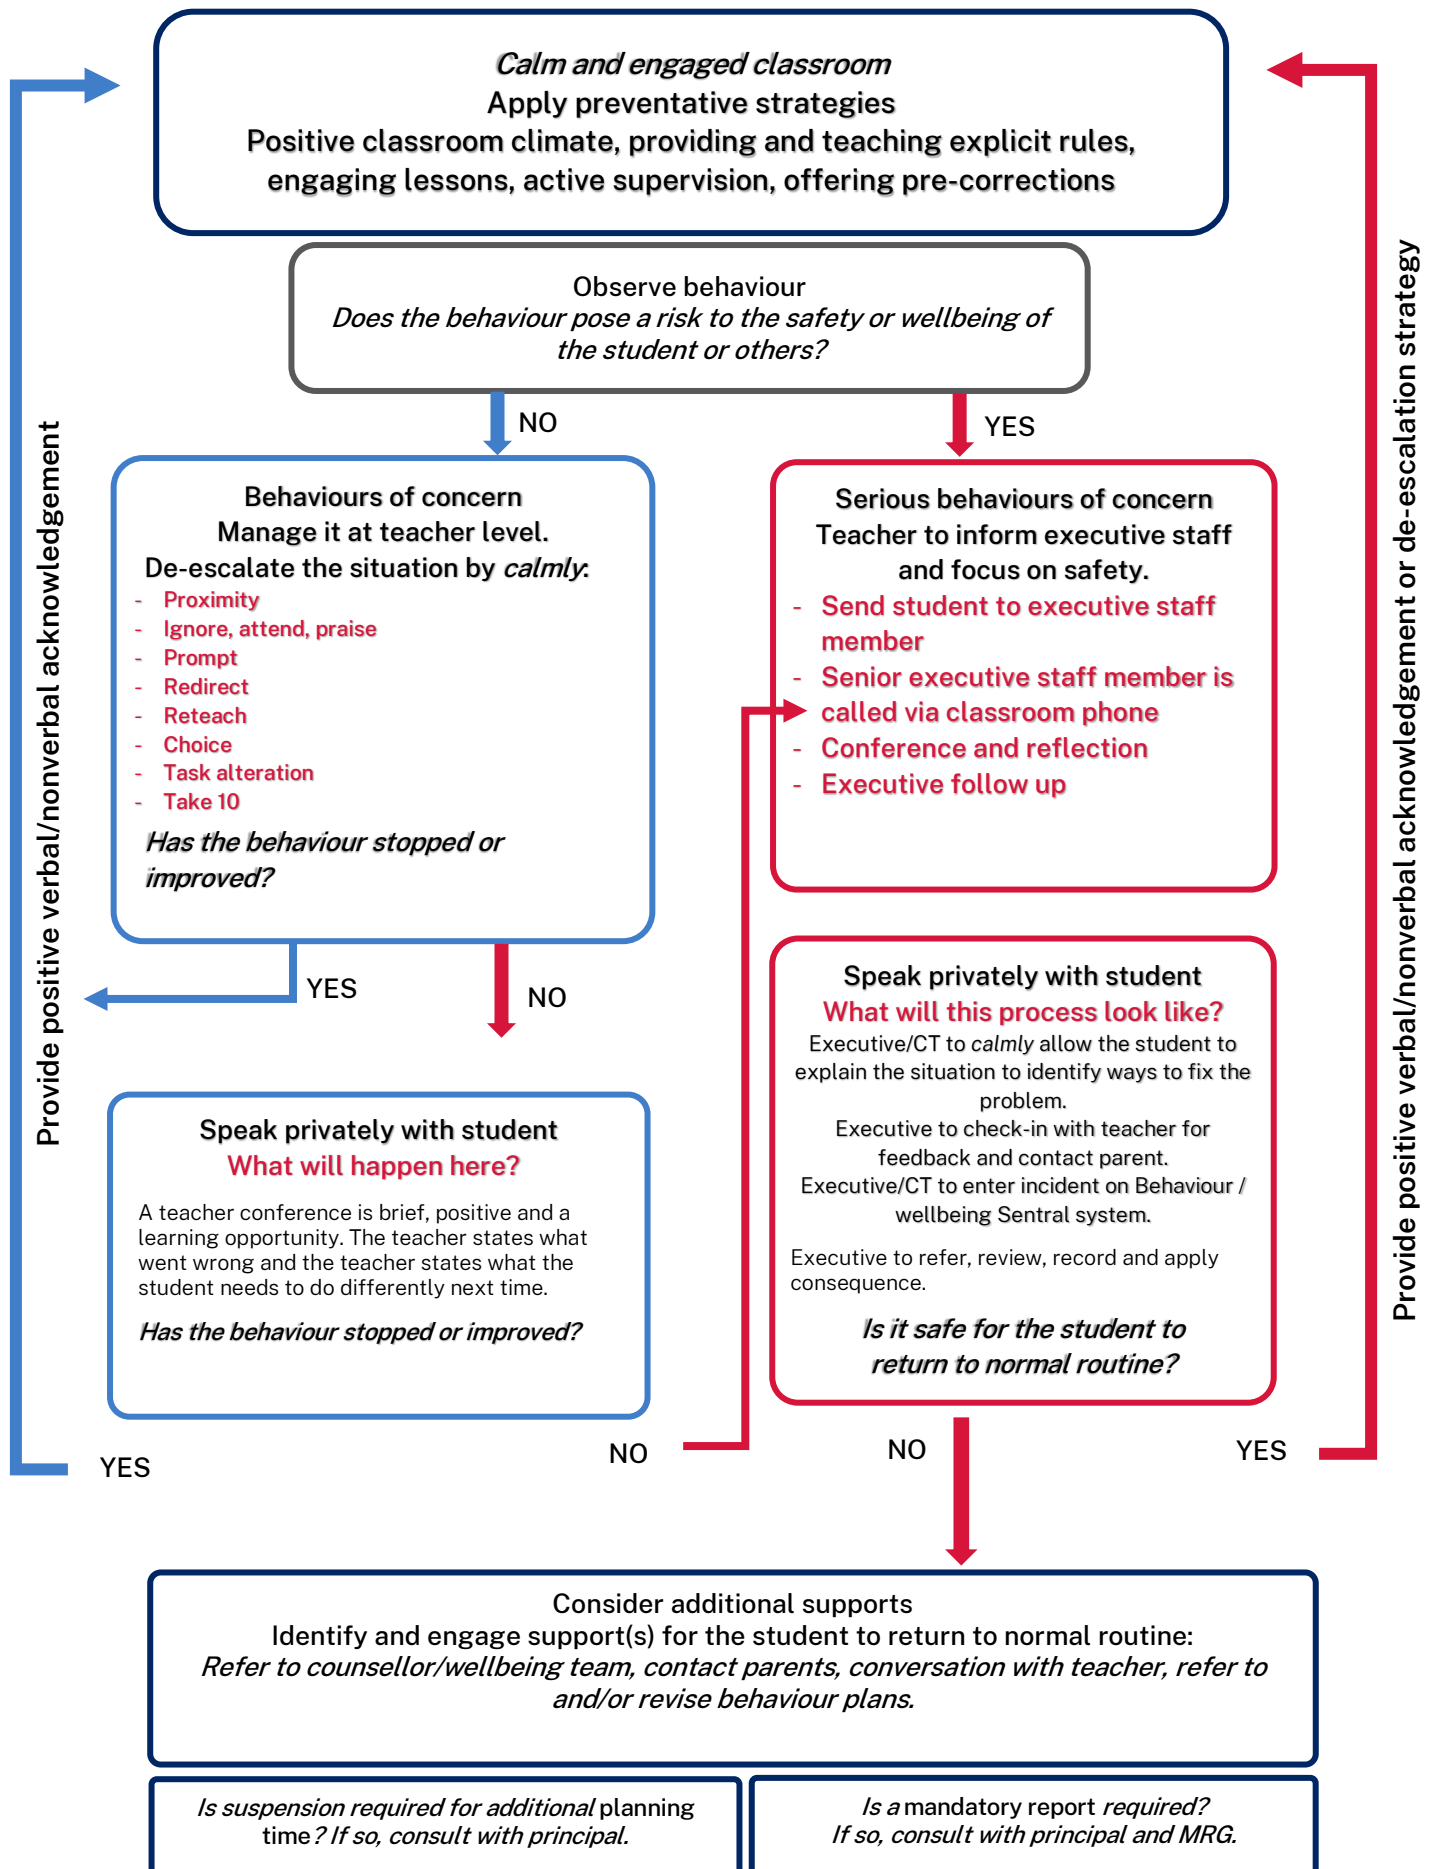 Calm and engaged classroom
Apply preventative strategies
Positive classroom climate, providing and teaching explicit rules,
engaging lessons, active supervision, offering pre-corrections
Observe behaviour
Does the behaviour pose a risk to the safety or wellbeing of
the student or others?
NO
YES
Provide positive verbal/nonverbal acknowledgement
Behaviours of concern
Manage it at teacher level.
De-escalate the situation by calmly:
- Proximity
- Ignore, attend, praise
- Prompt
- Redirect
- Reteach
- Choice
- Task alteration
- Take 10
Has the behaviour stopped or
improved?
YES
NO
Speak privately with student
What will happen here?
A teacher conference is brief, positive and a
learning opportunity. The teacher states what
went wrong and the teacher states what the
student needs to do differently next time.
Has the behaviour stopped or improved?
YES
NO
Serious behaviours of concern
Teacher to inform executive staff
and focus on safety.
- Send student to executive staff
member
- Senior executive staff member is
called via classroom phone
- Conference and reflection
- Executive follow up
Speak privately with student
What will this process look like?
Executive/CT to calmly allow the student to
explain the situation to identify ways to fix the
problem.
Executive to check-in with teacher for
feedback and contact parent.
Executive/CT to enter incident on Behaviour /
wellbeing Sentral system.
Executive to refer, review, record and apply
consequence.
Is it safe for the student to
return to normal routine?
NO
YES
Provide positive verbal/nonverbal acknowledgement or de-escalation strategy
Consider additional supports
Identify and engage support(s) for the student to return to normal routine:
Refer to counsellor/wellbeing team, contact parents, conversation with teacher, refer to
and/or revise behaviour plans.
Is suspension required for additional planning
time? If so, consult with principal.
Is a mandatory report required?
If so, consult with principal and MRG.